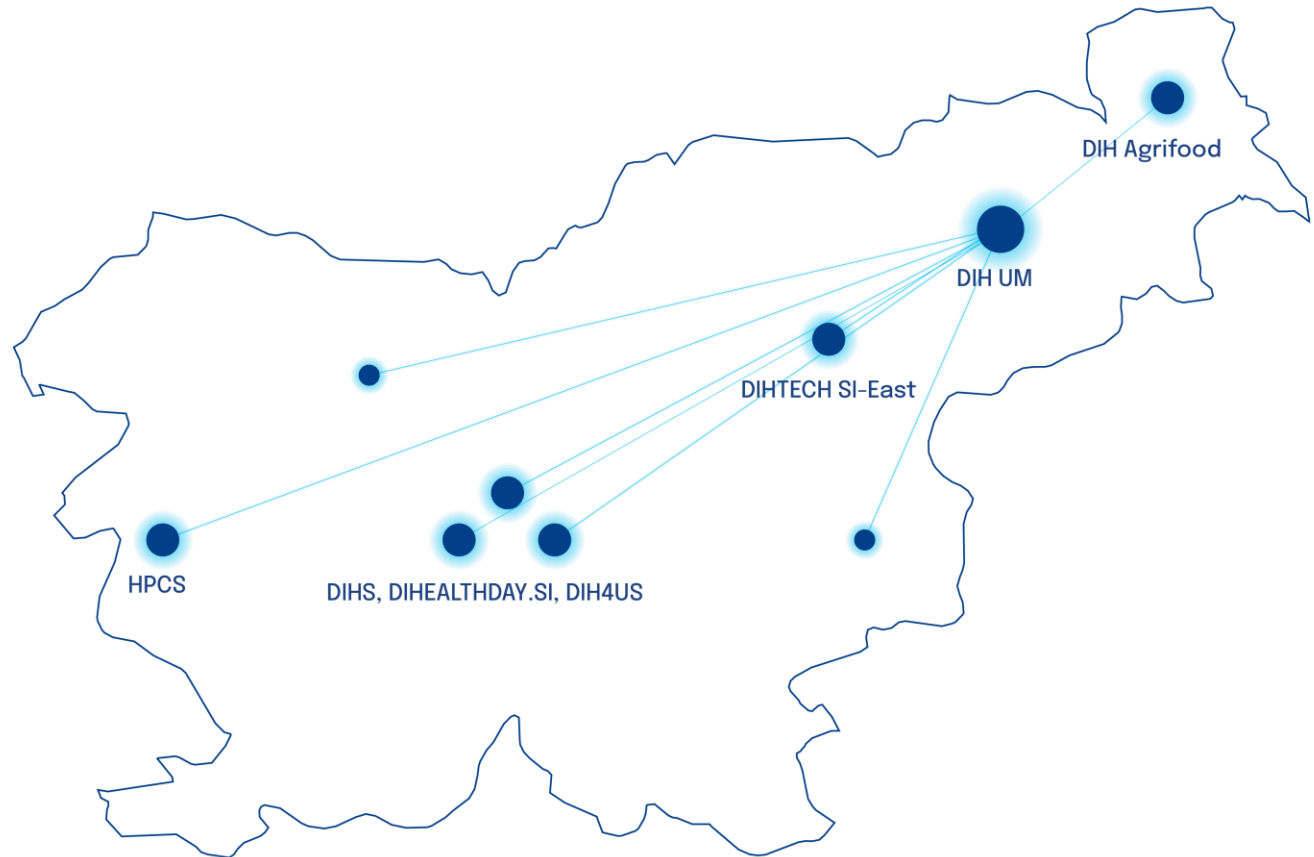 DIH Agrifood
DIH UM
DIHTECH SI-East
HPCS
DIHS, DIHEALTHDAY.SI, DIH4US